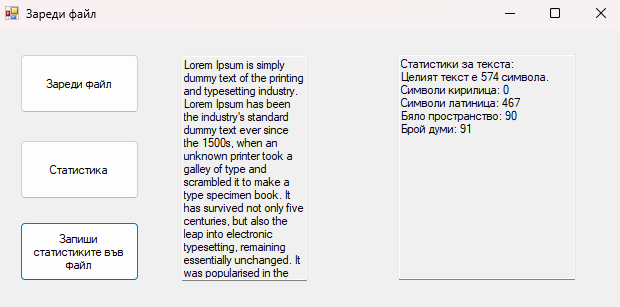 Зареди файл
Зареди файл
Статистика
Запиши
статистиките във
файл
Lorem Ipsum is simply
dummy text of the printing
and typesetting industry.
Lorem Ipsum has been
the industry's standard
dummy text ever since
the 1500s, when an
unknown printer took a
galley of type and
scrambled it to make a
type specimen book. It
has survived not only five
centuries, but also the
leap into electronic
typesetting, remaining
essentially unchanged. It
was popularised in the
Статистики за текста:
Целият текст е 574 символа.
Символи кирилица: 0
Символи латиница: 467
Бяло пространство: 90
Брой думи: 91